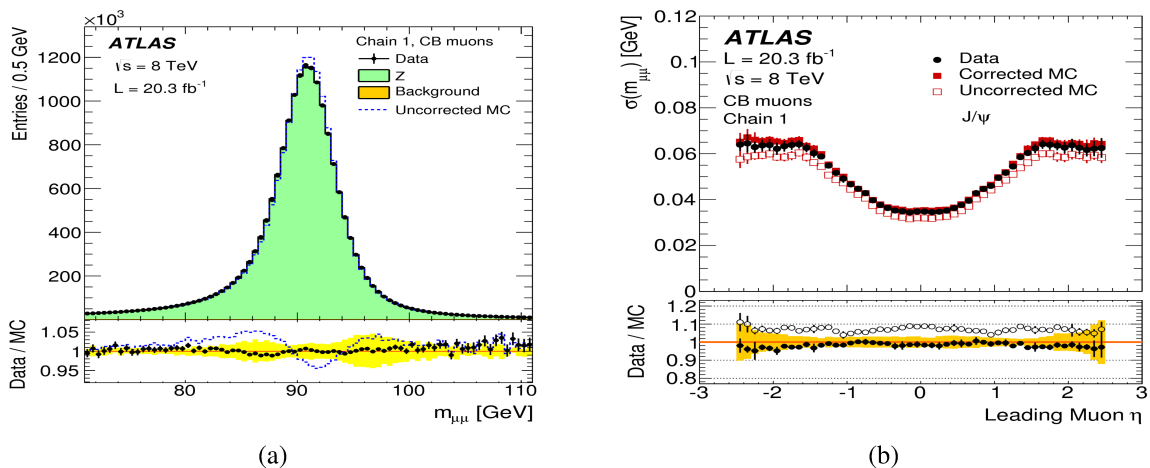 ×10³
ATLAS
√s = 8 TeV
L = 20.3 fb⁻¹
Chain 1, CB muons
Data
Z
Background
Uncorrected MC
Entries / 0.5 GeV
1200
1000
800
600
400
200
Data / MC
1.05
1
0.95
80 90 100 110
mμμ [GeV]
(a)
σ(mμμ) [GeV]
0.12
0.1
0.08
0.06
0.04
0.02
0
ATLAS
L = 20.3 fb⁻¹
√s = 8 TeV
CB muons
Chain 1
Data
Corrected MC
Uncorrected MC
J/ψ
Data / MC
1.2
1.1
1
0.9
0.8
-3 -2 -1 0 1 2 3
Leading Muon η
(b)